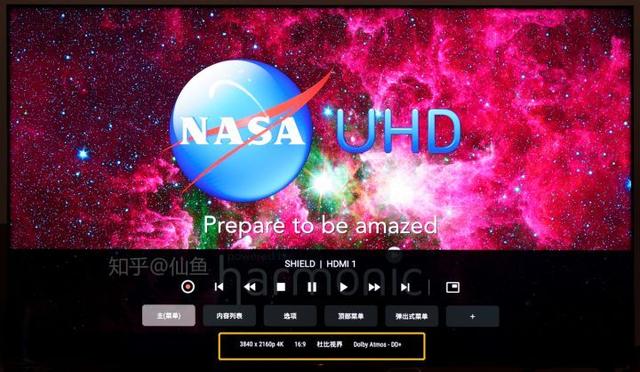 NASA UHD
Prepare to be amazed
powered by
harmonic
知乎@仙鱼
SHIELD | HDMI 1
主(菜单) 内容列表 选项 顶部菜单 弹出式菜单 +
3840 x 2160p 4K 16:9 杜比视界 Dolby Atmos - DD+